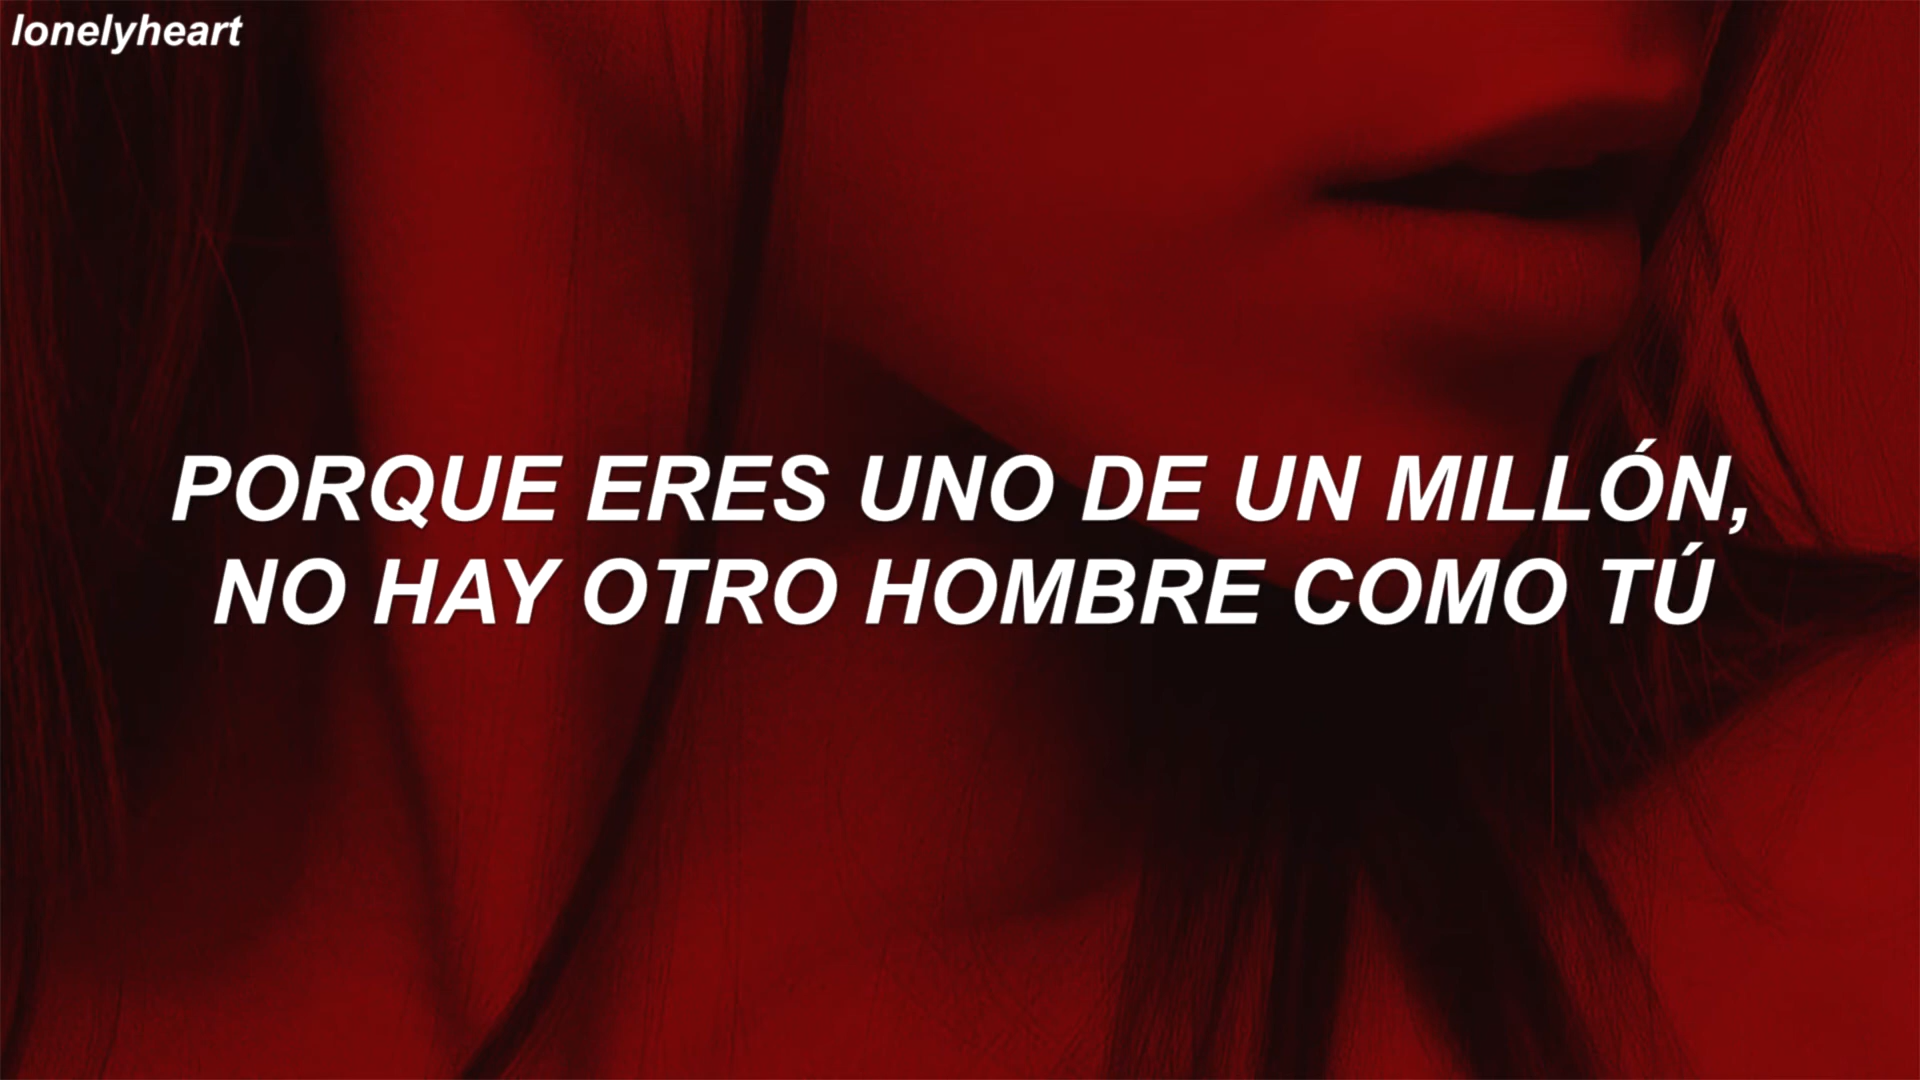 lonelyheart
PORQUE ERES UNO DE UN MILLÓN,
NO HAY OTRO HOMBRE COMO TÚ